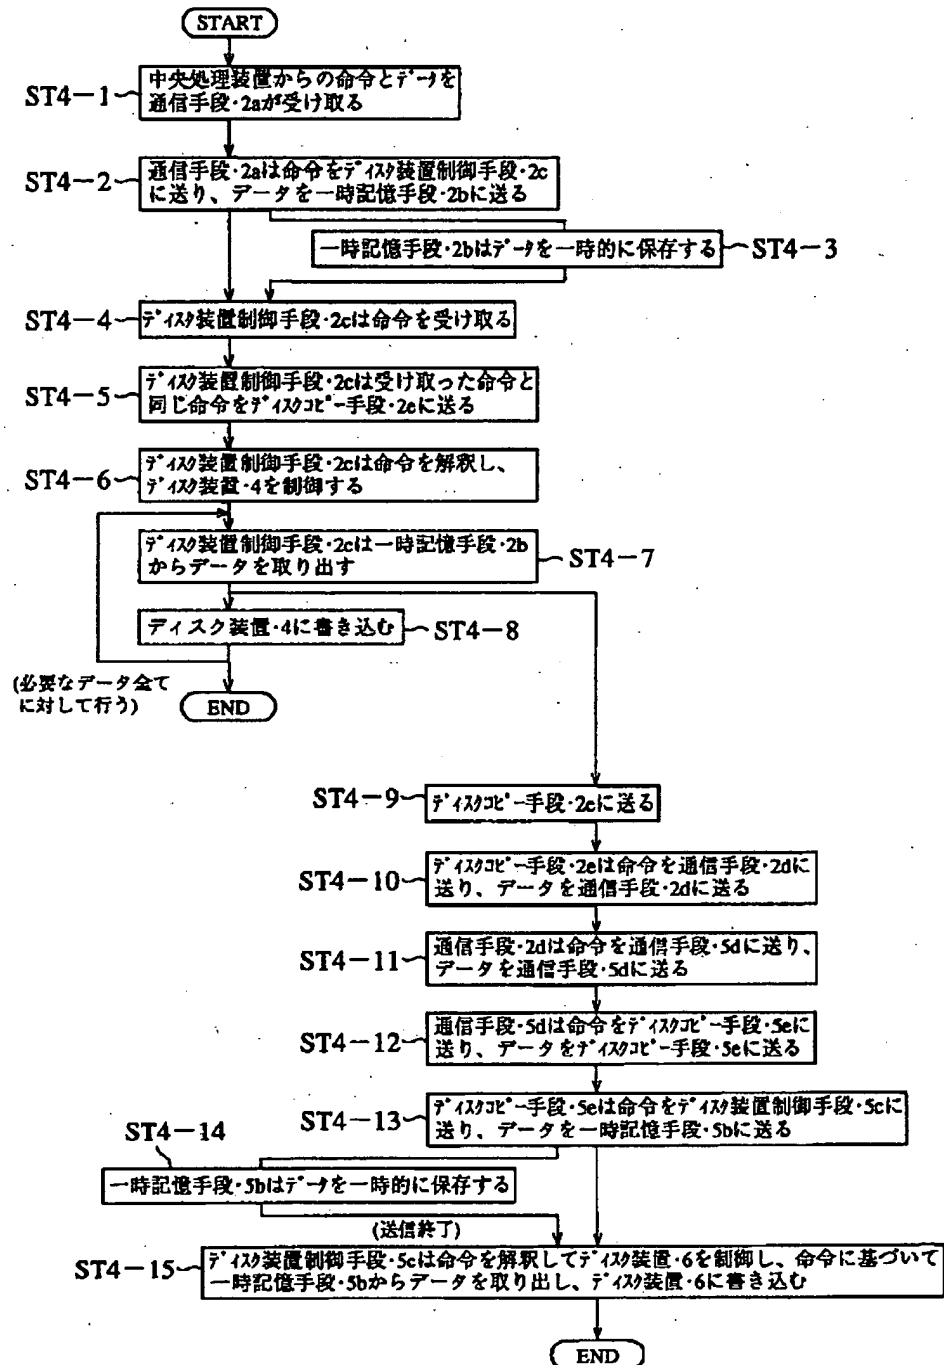 START
ST4-1
中央処理装置からの命令とデータを
通信手段・2aが受け取る
ST4-2
通信手段・2aは命令をディスク装置制御手段・2c
に送り、データを一時記憶手段・2bに送る
一時記憶手段・2bはデータを一時的に保存する
ST4-3
ST4-4
ディスク装置制御手段・2cは命令を受け取る
ST4-5
ディスク装置制御手段・2cは受け取った命令と
同じ命令をディスクコピー手段・2eに送る
ST4-6
ディスク装置制御手段・2cは命令を解釈し、
ディスク装置・4を制御する
ディスク装置制御手段・2cは一時記憶手段・2b
からデータを取り出す
ST4-7
ディスク装置・4に書き込む
ST4-8
(必要なデータ全て
に対して行う)
END
ST4-9
ディスクコピー手段・2eに送る
ST4-10
ディスクコピー手段・2eは命令を通信手段・2dに
送り、データを通信手段・2dに送る
ST4-11
通信手段・2dは命令を通信手段・5dに送り、
データを通信手段・5dに送る
ST4-12
通信手段・5dは命令をディスクコピー手段・5eに
送り、データをディスクコピー手段・5eに送る
ST4-13
ディスクコピー手段・5eは命令をディスク装置制御手段・5cに
送り、データを一時記憶手段・5bに送る
ST4-14
一時記憶手段・5bはデータを一時的に保存する
(送信終了)
ST4-15
ディスク装置制御手段・5cは命令を解釈してディスク装置・6を制御し、命令に基づいて
一時記憶手段・5bからデータを取り出し、ディスク装置・6に書き込む
END